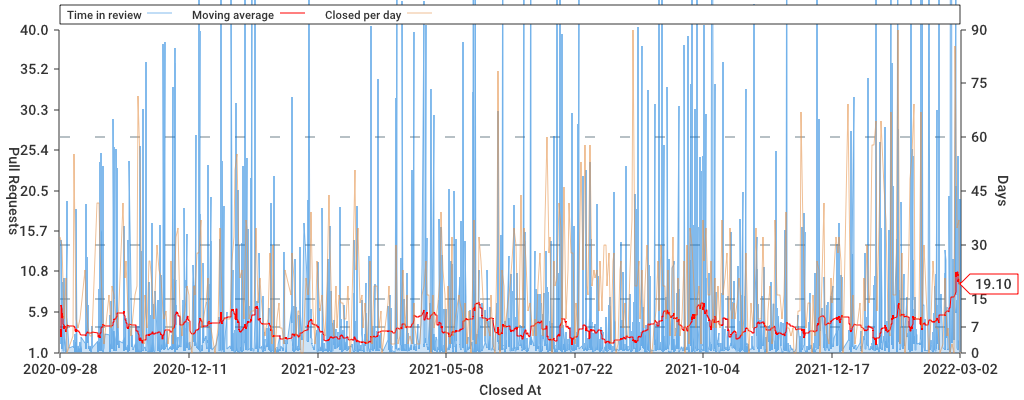 Time in review Moving average Closed per day
40.0 90
35.2 75
30.3
60
25.4
20.5 45
15.7
30
10.8
19.10
15
5.9
7
1.0 0
Pull Requests
Days
2020-09-28 2020-12-11 2021-02-23 2021-05-08 2021-07-22 2021-10-04 2021-12-17 2022-03-02
Closed At